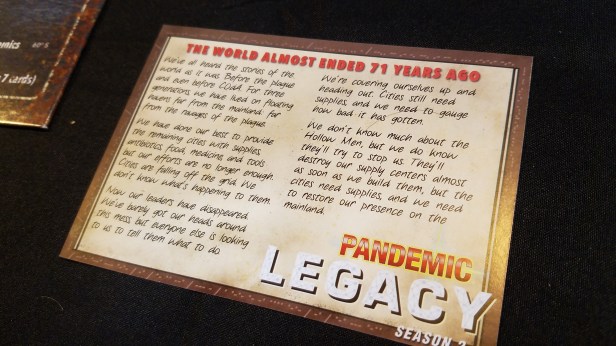 omics 60'S
7 cards)
THE WORLD ALMOST ENDED 71 YEARS AGO
We've all heard the stories of the
world as it was. Before the plague
and even before CODA. For three
generations, we have lived on floating
havens far from the mainland, far
from the ravages of the plague.
We have done our best to provide
the remaining cities with supplies,
antibiotics, food, medicine, and tools
but our efforts are no longer enough.
Cities are falling off the grid. We
don't know what's happening to them.
Now our leaders have disappeared.
We've barely got our heads around
this mess, but everyone else is looking
to us to tell them what to do.
We're covering ourselves up and
heading out. Cities still need
supplies, and we need to gauge
how bad it has gotten.
We don't know much about the
Hollow Men, but we do know
they'll try to stop us. They'll
destroy our supply centers almost
as soon as we build them, but the
cities need supplies, and we need
to restore our presence on the
mainland.
PANDEMIC
LEGACY
SEASON 2